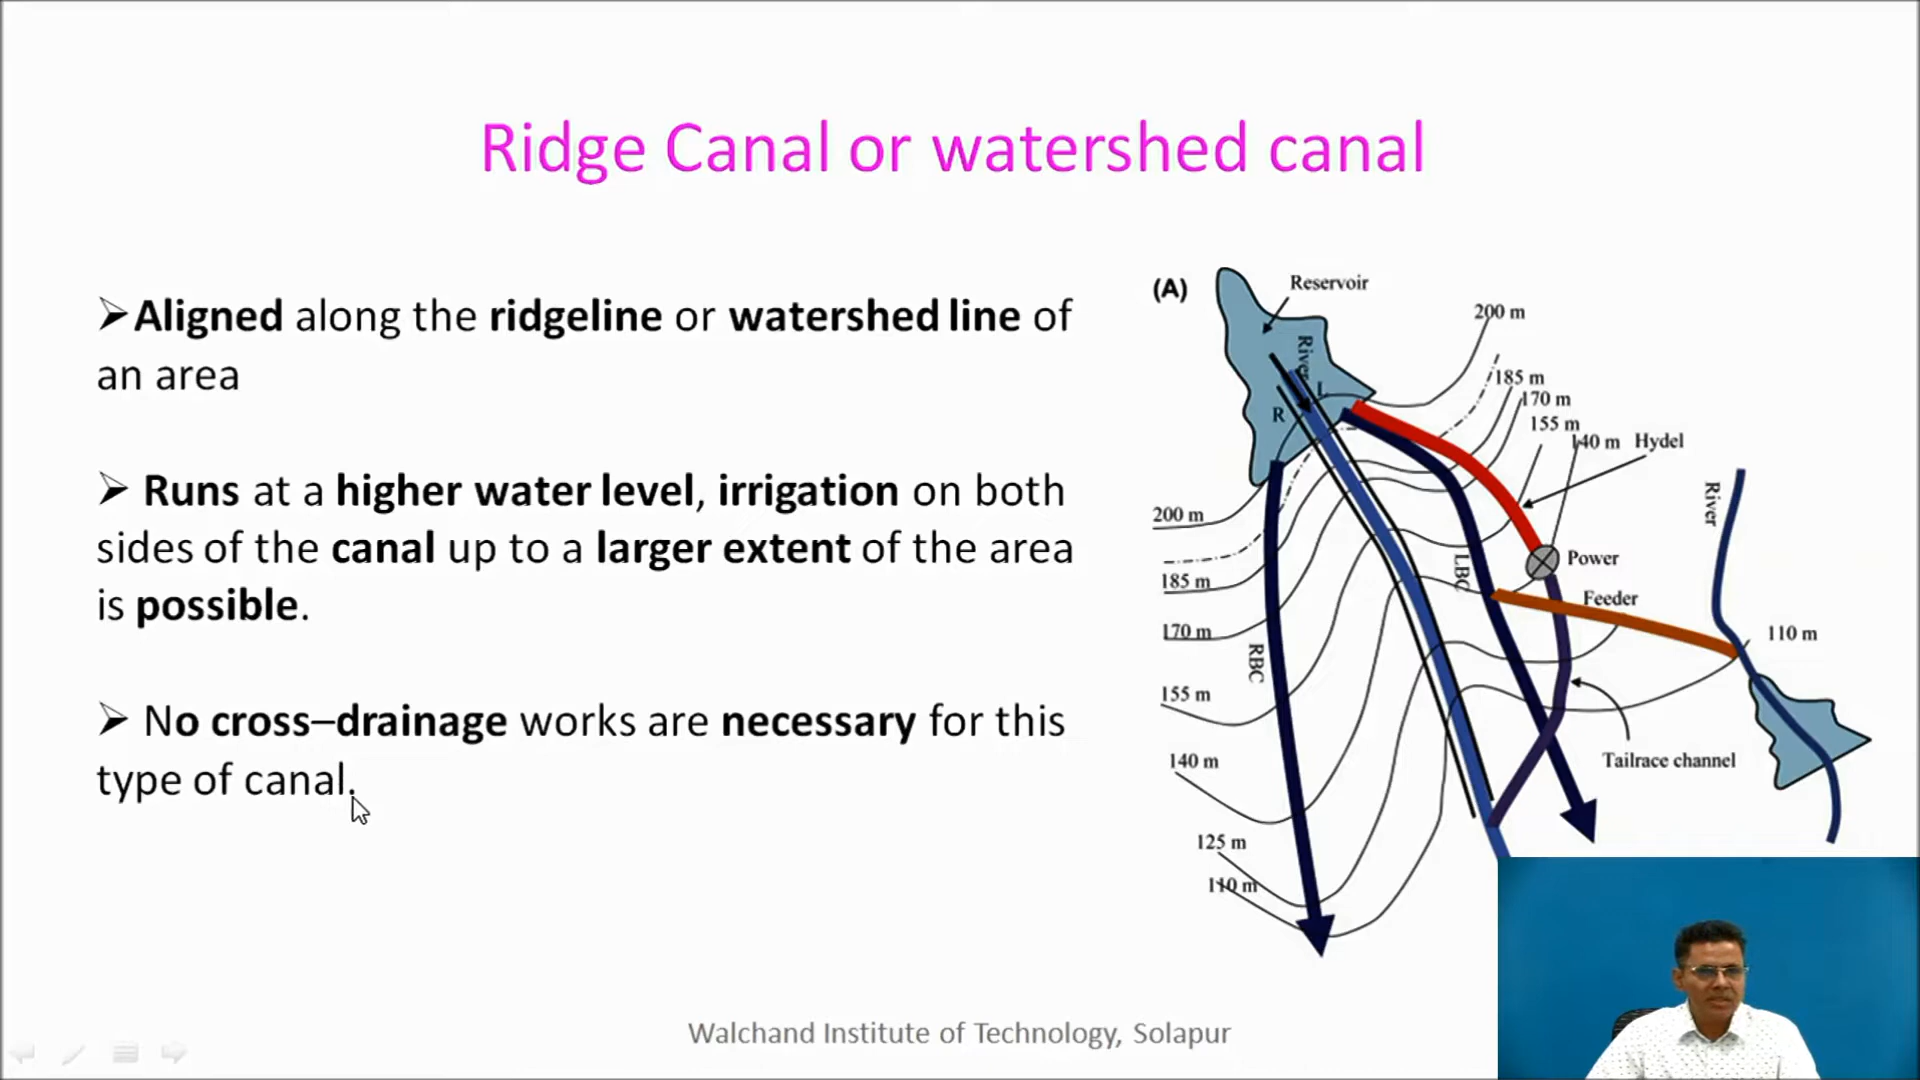 Ridge Canal or watershed canal
➢Aligned along the ridgeline or watershed line of
an area
➢ Runs at a higher water level, irrigation on both
sides of the canal up to a larger extent of the area
is possible.
➢ No cross–drainage works are necessary for this
type of canal.
(A)
Reservoir
200 m
River
L
R
185 m
170 m
155 m
140 m Hydel
River
200 m
LBC
Power
185 m
Feeder
170 m
110 m
RBC
155 m
140 m
Tailrace channel
125 m
110 m
Walchand Institute of Technology, Solapur